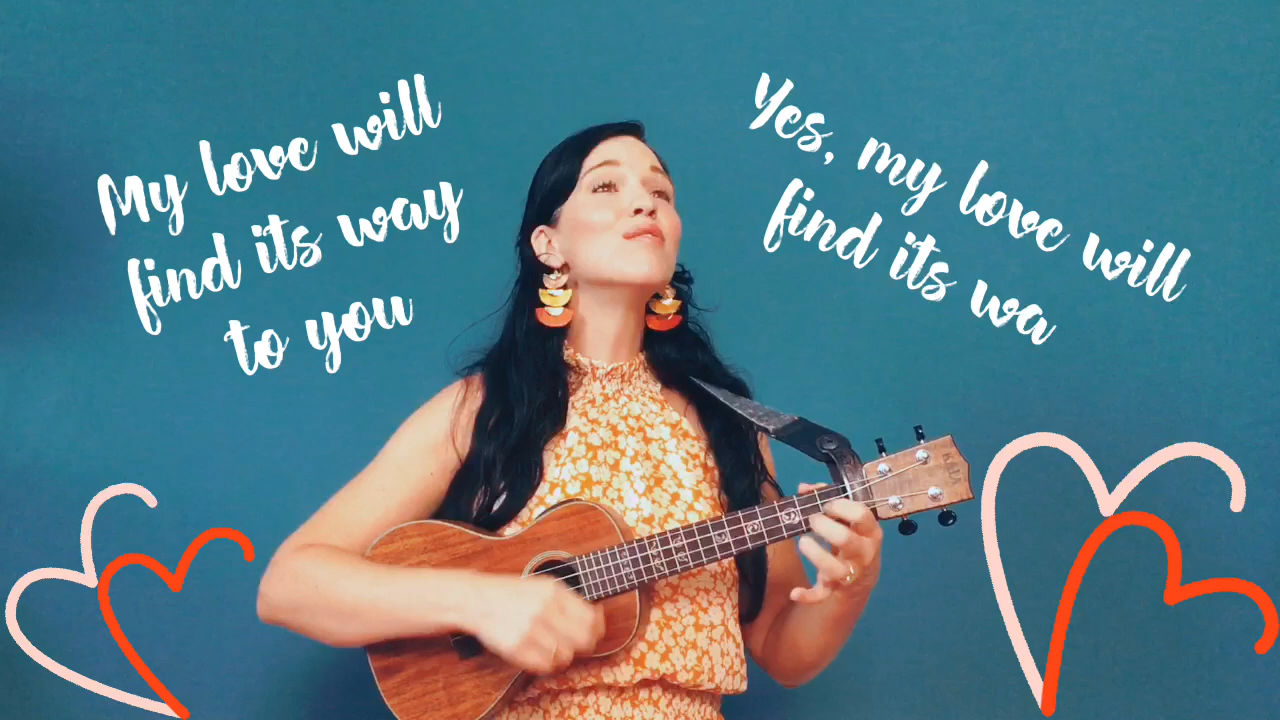 My love will
find its way
to you
Yes, my love will
find its wa